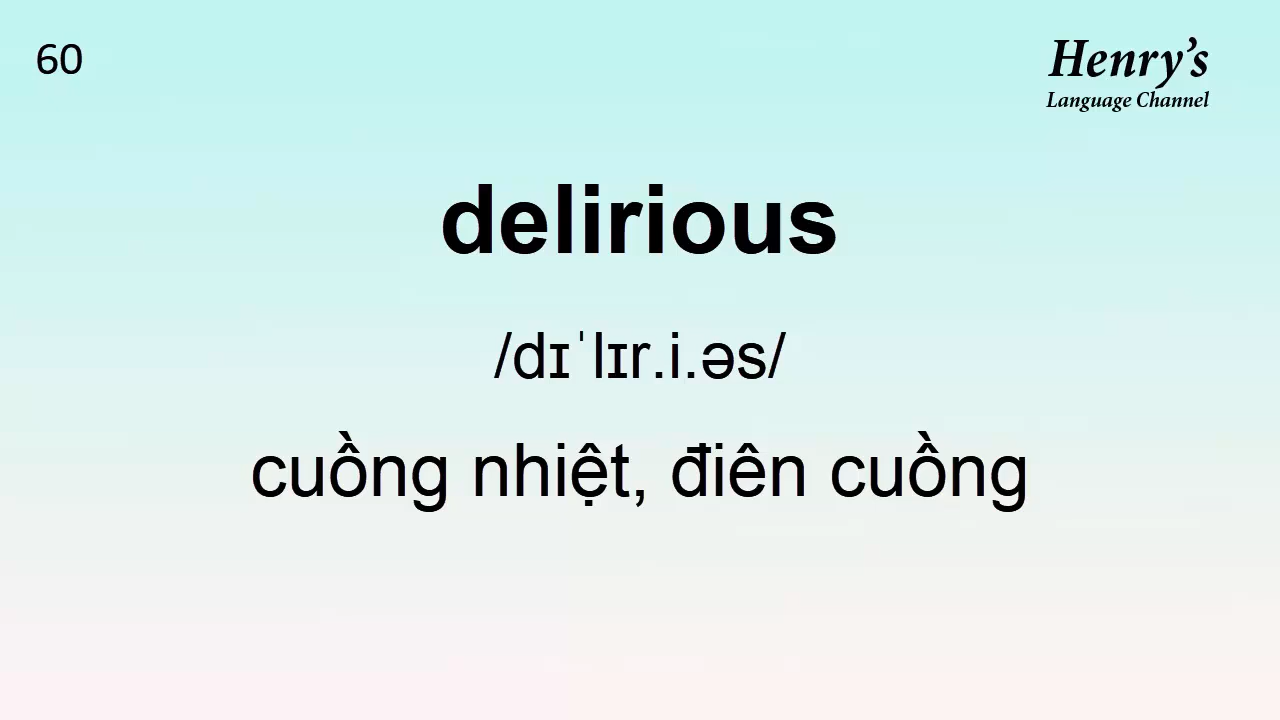 60
Henry's
Language Channel
delirious
/dɪˈlɪr.i.əs/
cuồng nhiệt, điên cuồng